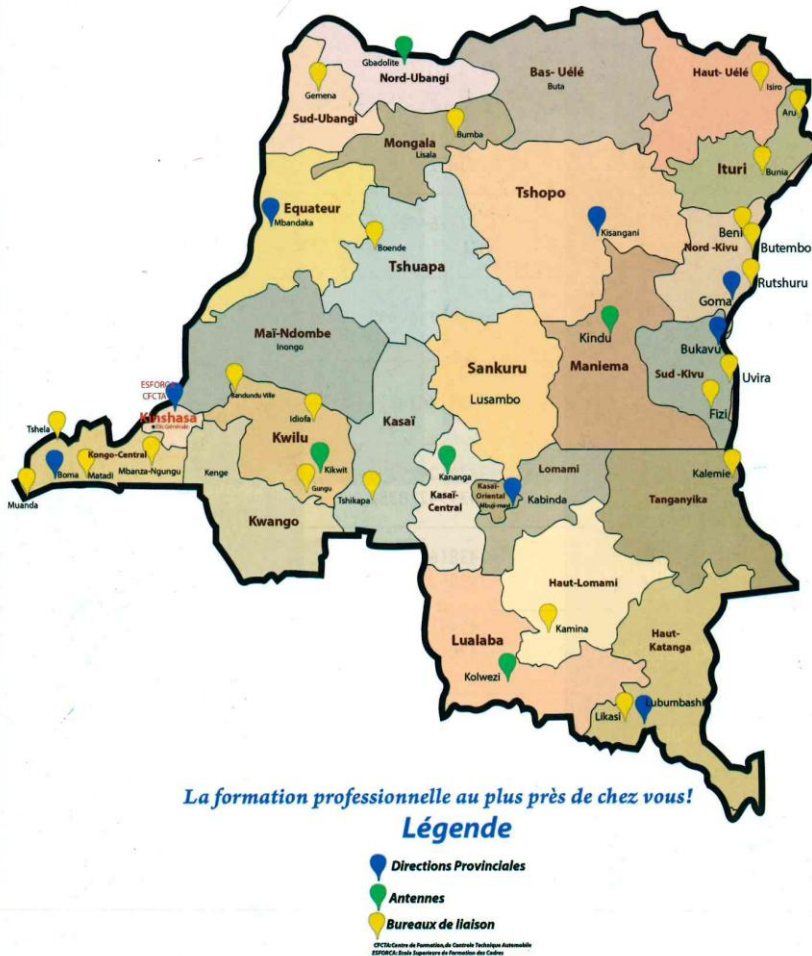 Gbadolite
Nord-Ubangi
Bas- Uélé
Buta
Haut- Uélé
Isiro
Aru
Gemena
Sud-Ubangi
Mongala
Lisala
Bumba
Ituri
Bunia
Equateur
Mbandaka
Boende
Tshuapa
Tshopo
Kisangani
Beni
Nord -Kivu
Butembo
Rutshuru
Goma
Maï-Ndombe
Inongo
Kindu
Maniema
Bukavu
Sud -Kivu
Uvira
Fizi
Sankuru
Lusambo
ESFORCA
CFCTA
Kinshasa
Bandundu Ville
Idiofa
Kwilu
Kikwit
Gungu
Kasaï
Tshikapa
Tshela
Kongo-Central
Boma
Matadi
Mbanza-Ngungu
Muanda
Kenge
Kwango
Kananga
Kasaï-
Central
Kasaï-
Oriental
Mbuji-mayi
Lomami
Kabinda
Kalemie
Tanganyika
Haut-Lomami
Kamina
Lualaba
Kolwezi
Haut-
Katanga
Likasi
Lubumbashi
La formation professionnelle au plus près de chez vous!
Légende
Directions Provinciales
Antennes
Bureaux de liaison
CFCTA:Centre de Formation,de Controle Technique Automobile
ESFORCA: Ecole Superieure de Formation des Cadres